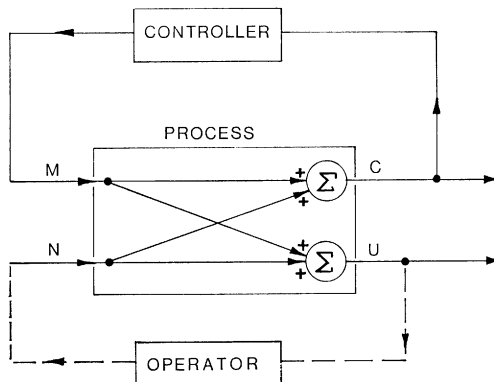 CONTROLLER
PROCESS
M
+
Σ
C
+
N
+
Σ
U
+
OPERATOR